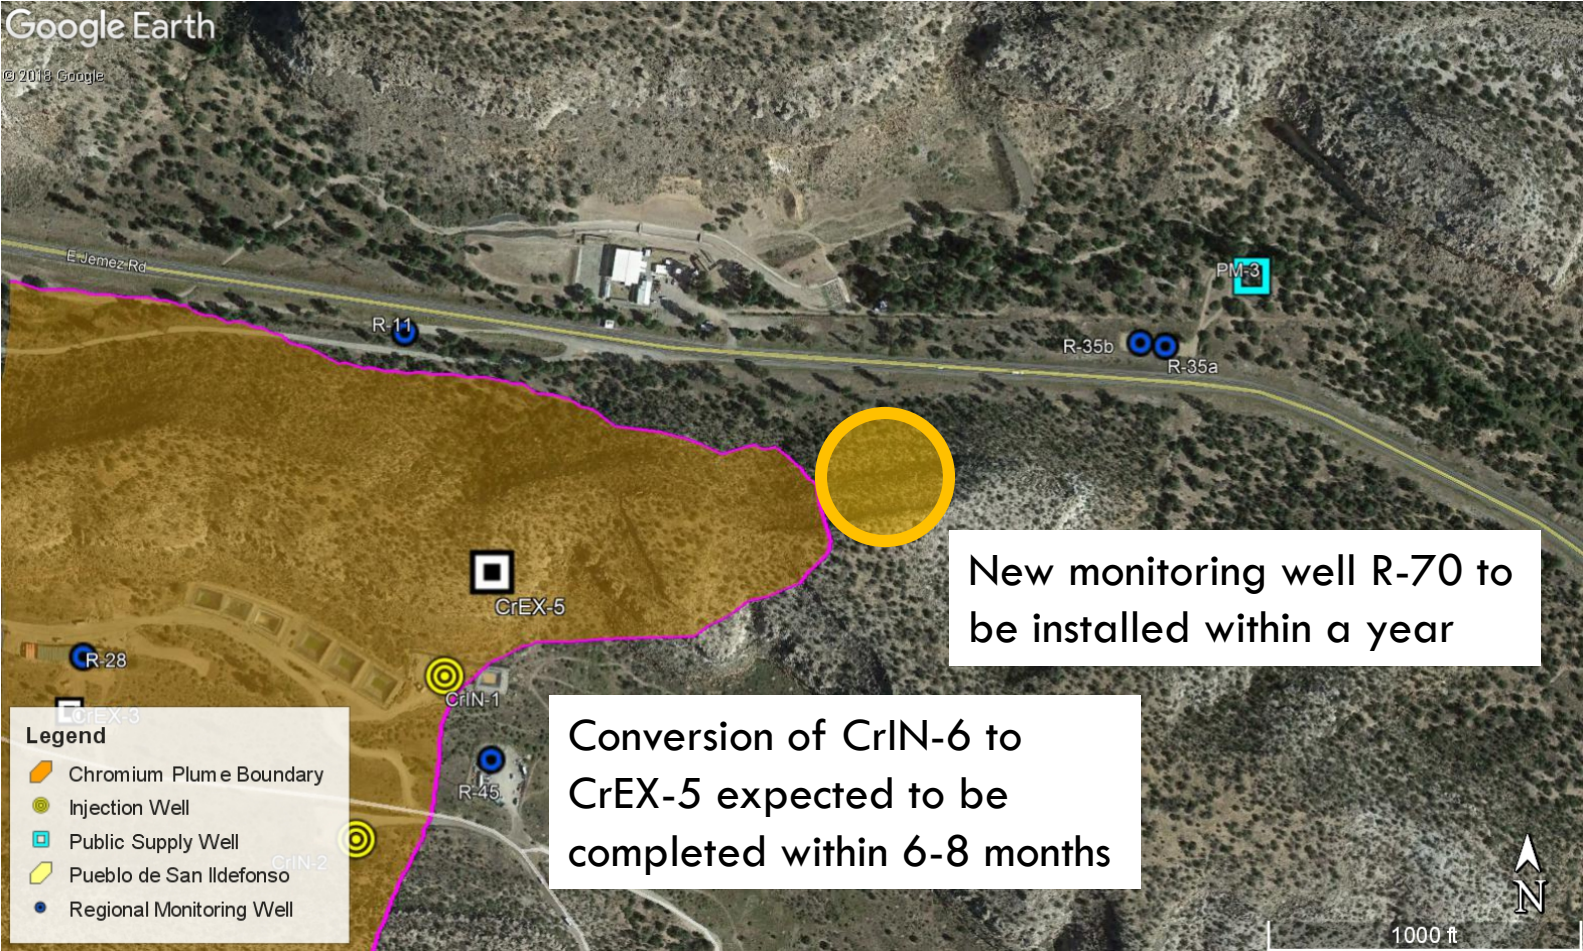 Google Earth
© 2018 Google
E Jemez Rd
R-11
PM-3
R-35b
R-35a
CrEX-5
New monitoring well R-70 to
be installed within a year
R-28
CrIN-1
CrEX-3
Conversion of CrIN-6 to
CrEX-5 expected to be
completed within 6-8 months
R-45
CrIN-2
Legend
Chromium Plume Boundary
Injection Well
Public Supply Well
Pueblo de San Ildefonso
Regional Monitoring Well
N
1000 ft